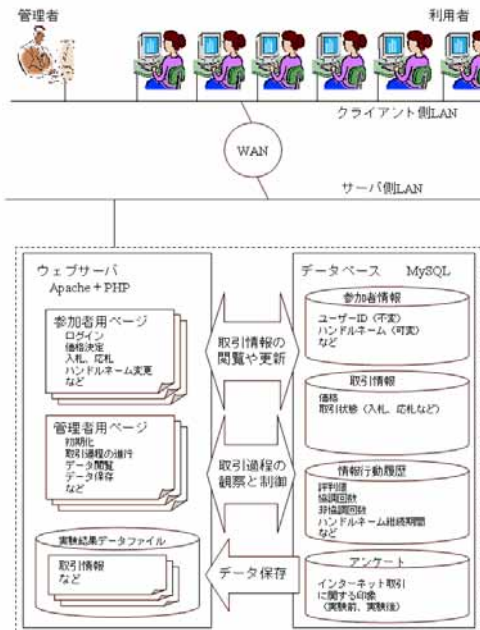 管理者
利用者
クライアント側LAN
WAN
サーバ側LAN
ウェブサーバ
Apache+PHP
参加者用ページ
ログイン
価格決定
入札、応札
ハンドルネーム変更
など
管理者用ページ
初期化
取引過程の進行
データ閲覧
データ保存
など
実験結果データファイル
取引情報
など
取引情報の
閲覧や更新
取引過程の
観察と制御
データ保存
データベース MySQL
参加者情報
ユーザーID(不変)
ハンドルネーム(可変)
など
取引情報
価格
取引状態(入札、応札など)
情報行動履歴
評判値
協調回数
非協調回数
ハンドルネーム継続期間
など
アンケート
インターネット取引
に関する印象
(実験前、実験後)